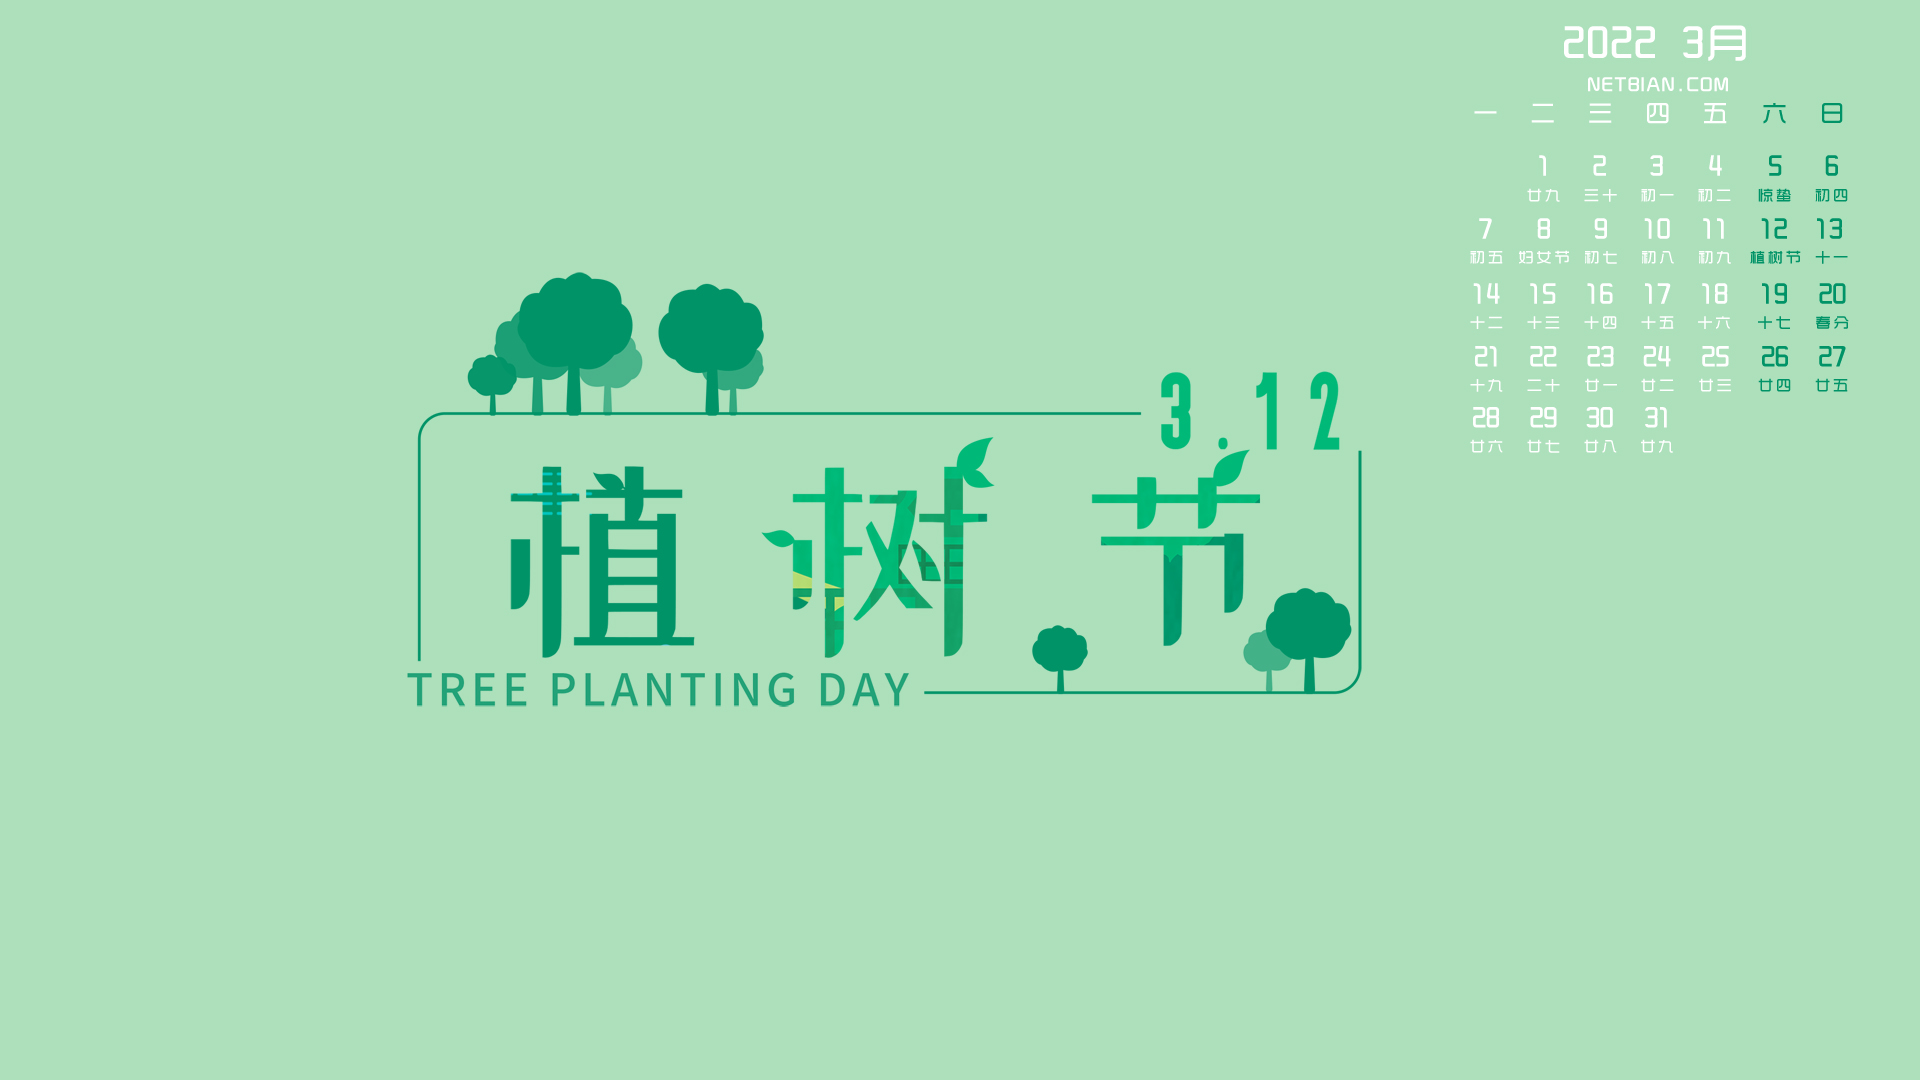 2022 3月
NETBIAN.COM
一 二 三 四 五 六 日
1 2 3 4 5 6
廿九 三十 初一 初二 惊蛰 初四
7 8 9 10 11 12 13
初五 妇女节 初七 初八 初九 植树节 十一
14 15 16 17 18 19 20
十二 十三 十四 十五 十六 十七 春分
21 22 23 24 25 26 27
十九 二十 廿一 廿二 廿三 廿四 廿五
28 29 30 31
廿六 廿七 廿八 廿九
3.12
植树节
TREE PLANTING DAY